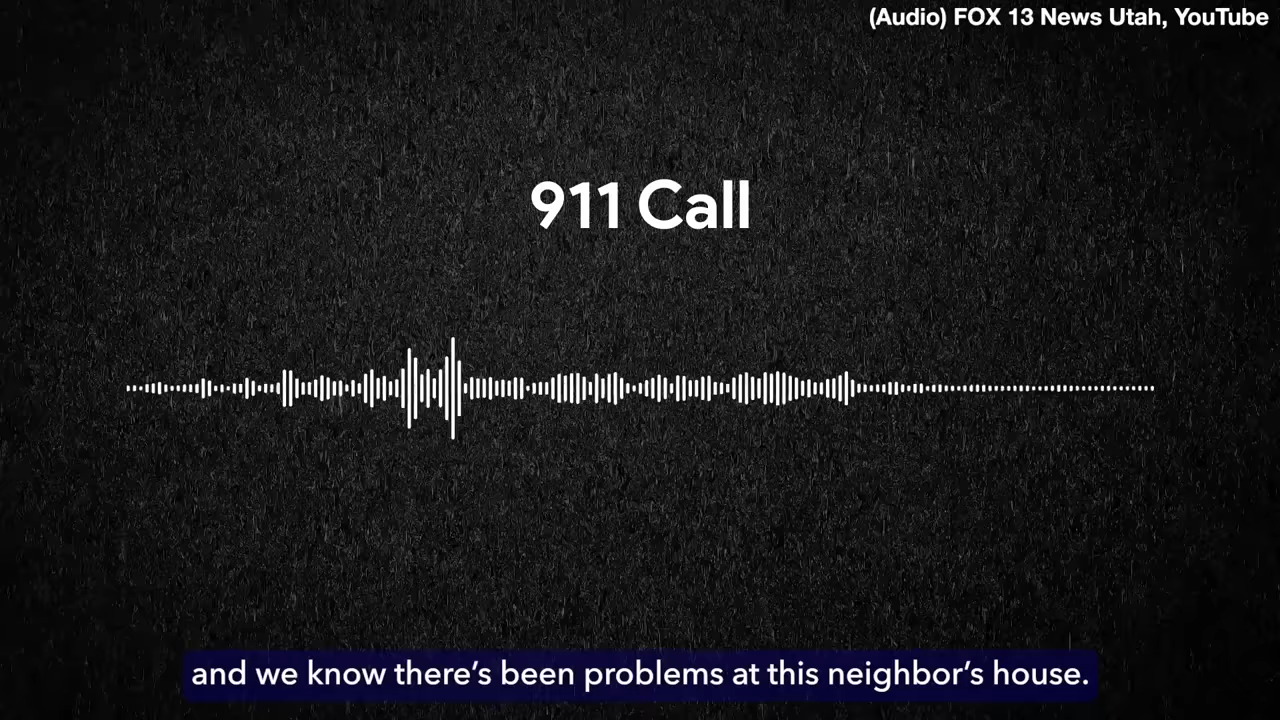 (Audio) FOX 13 News Utah, YouTube
911 Call
and we know there’s been problems at this neighbor’s house.